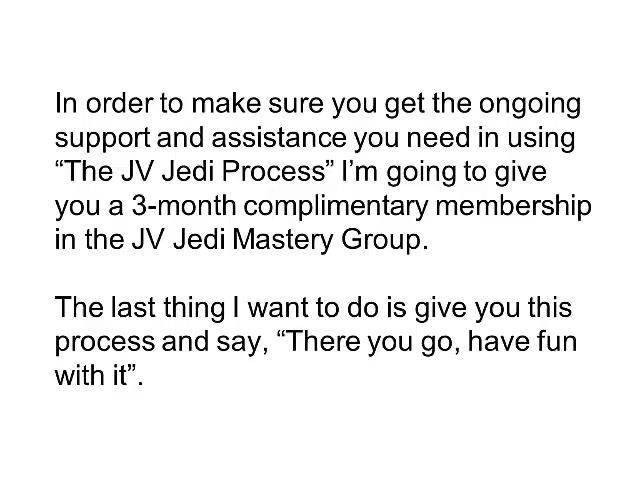 In order to make sure you get the ongoing
support and assistance you need in using
“The JV Jedi Process” I’m going to give
you a 3-month complimentary membership
in the JV Jedi Mastery Group.
The last thing I want to do is give you this
process and say, “There you go, have fun
with it”.